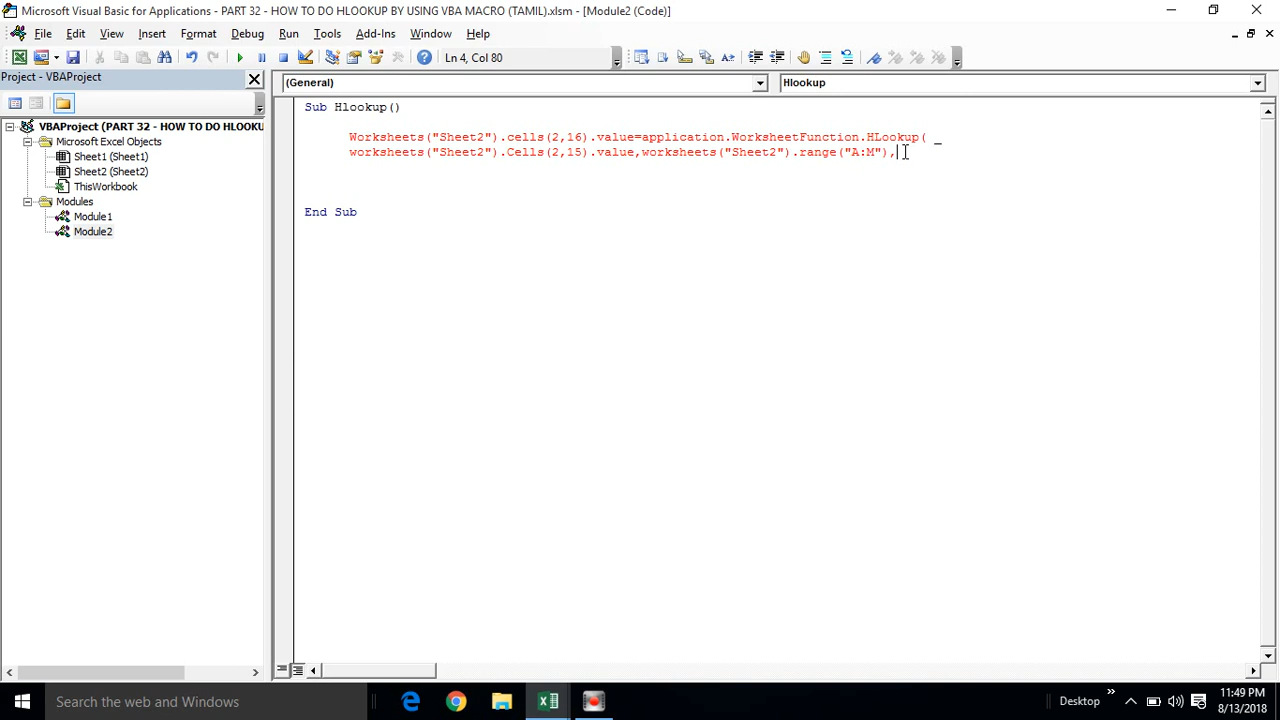 Microsoft Visual Basic for Applications - PART 32 - HOW TO DO HLOOKUP BY USING VBA MACRO (TAMIL).xlsm - [Module2 (Code)]
File Edit View Insert Format Debug Run Tools Add-Ins Window Help
Ln 4, Col 80
Project - VBAProject
(General) Hlookup
VBAProject (PART 32 - HOW TO DO HLOOKU
Microsoft Excel Objects
Sheet1 (Sheet1)
Sheet2 (Sheet2)
ThisWorkbook
Modules
Module1
Module2
Sub Hlookup()
Worksheets("Sheet2").cells(2,16).value=application.WorksheetFunction.HLookup( _
worksheets("Sheet2").Cells(2,15).value,worksheets("Sheet2").range("A:M"),
End Sub
Search the web and Windows
Desktop
11:49 PM
8/13/2018